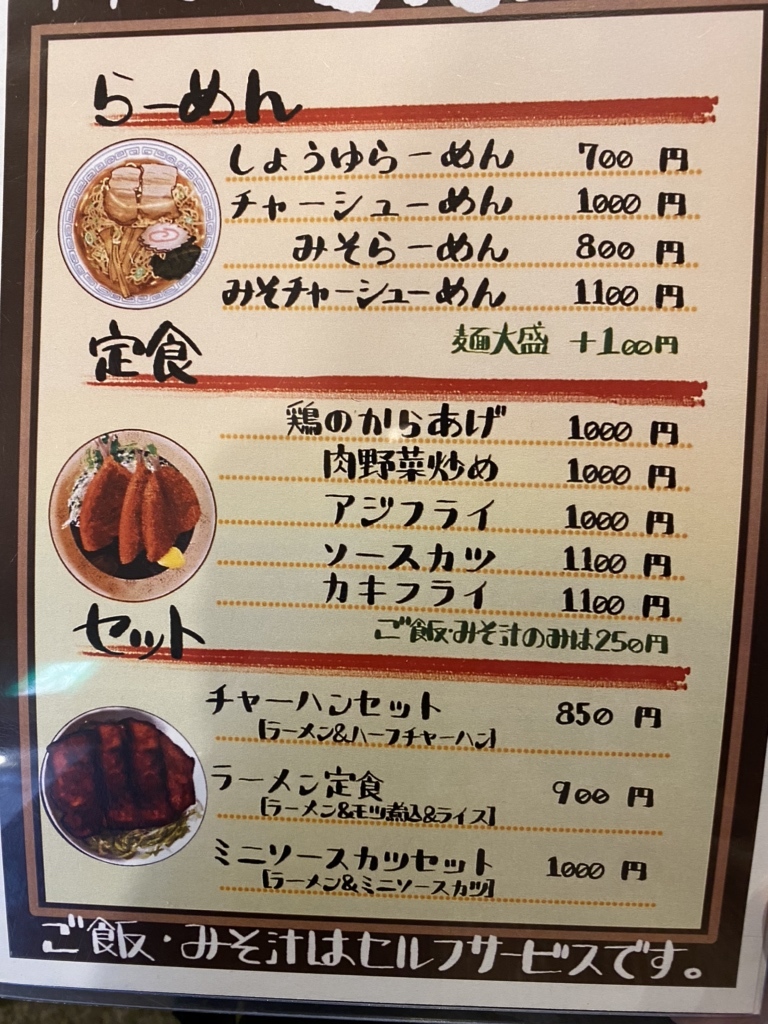 らーめん
しょうゆらーめん 700 円
チャーシューめん 1000 円
みそらーめん 800 円
みそチャーシューめん 1100 円
麺大盛 +100円
定食
鶏のからあげ 1000 円
肉野菜炒め 1000 円
アジフライ 1000 円
ソースカツ 1100 円
カキフライ 1100 円
ご飯・みそ汁のみは250円
セット
チャーハンセット 850 円
[ラーメン&ハーフチャーハン]
ラーメン定食 900 円
[ラーメン&モツ煮込&ライス]
ミニソースカツセット 1000 円
[ラーメン&ミニソースカツ]
ご飯・みそ汁はセルフサービスです。